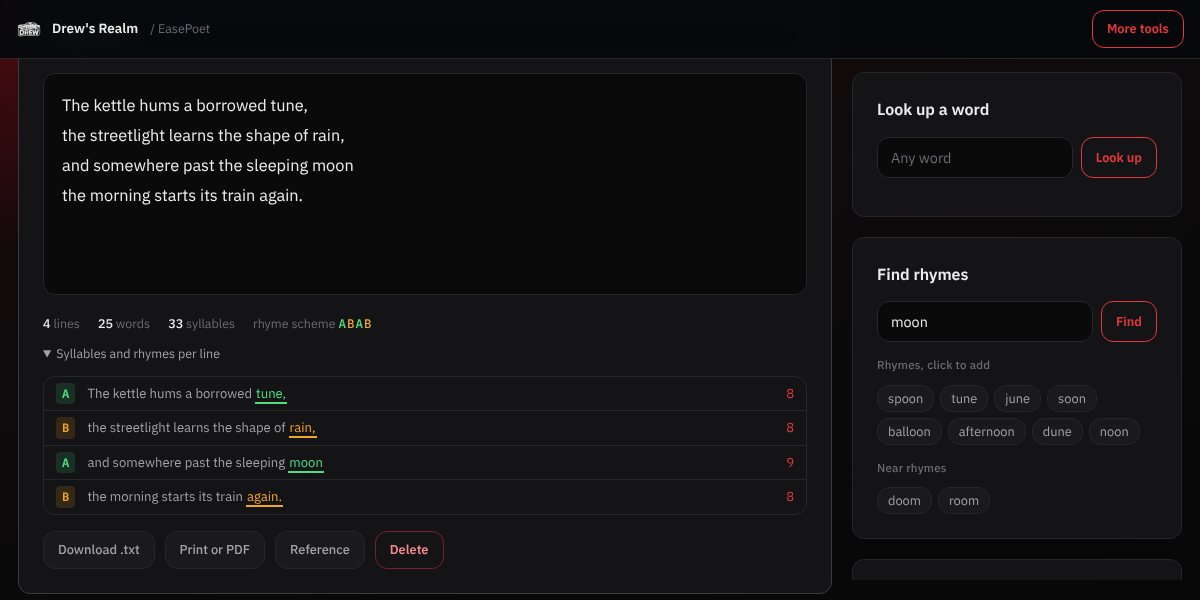 DREW
Drew's Realm / EasePoet
More tools
The kettle hums a borrowed tune,
the streetlight learns the shape of rain,
and somewhere past the sleeping moon
the morning starts its train again.
4 lines 25 words 33 syllables rhyme scheme ABAB
▼ Syllables and rhymes per line
A The kettle hums a borrowed tune, 8
B the streetlight learns the shape of rain, 8
A and somewhere past the sleeping moon 9
B the morning starts its train again. 8
Download .txt Print or PDF Reference Delete
Look up a word
Any word Look up
Find rhymes
moon Find
Rhymes, click to add
spoon tune june soon
balloon afternoon dune noon
Near rhymes
doom room